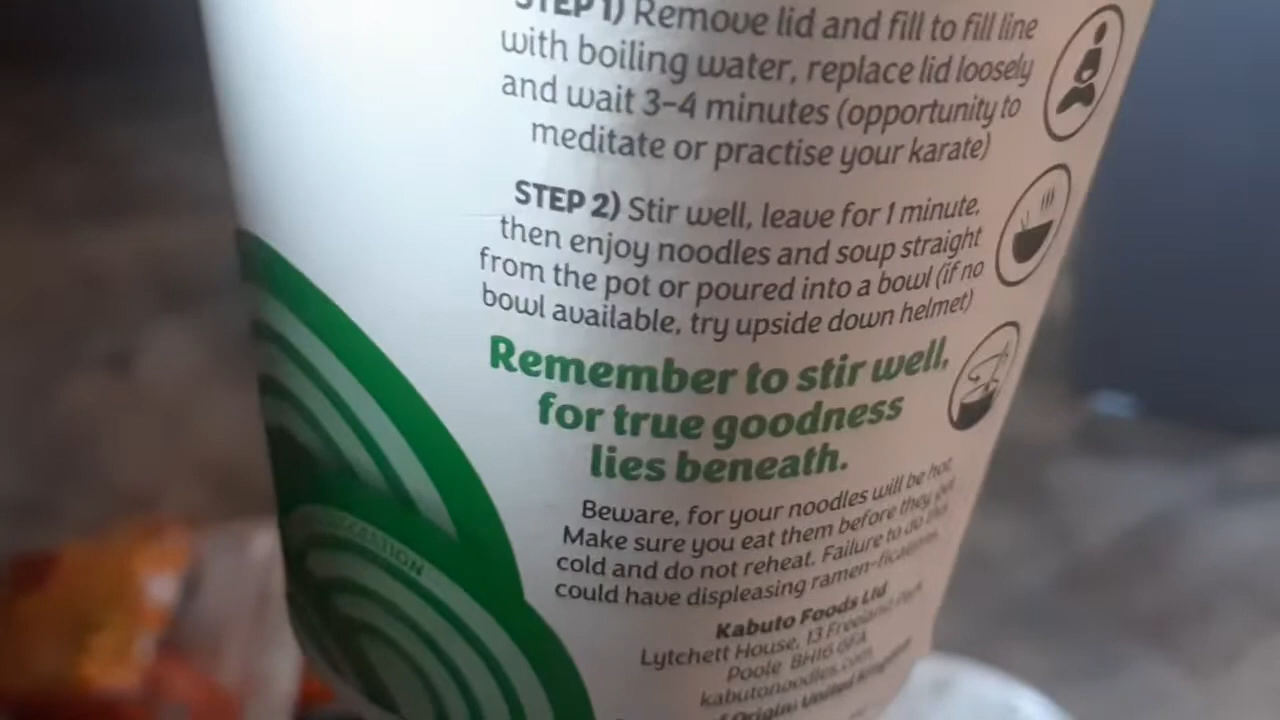 STEP 1) Remove lid and fill to fill line
with boiling water, replace lid loosely
and wait 3-4 minutes (opportunity to
meditate or practise your karate)
STEP 2) Stir well, leave for 1 minute,
then enjoy noodles and soup straight
from the pot or poured into a bowl (if no
bowl available, try upside down helmet)
Remember to stir well,
for true goodness
lies beneath.
Beware, for your noodles will be hot.
Make sure you eat them before they get
cold and do not reheat. Failure to do this
could have displeasing ramen-fications.
Kabuto Foods Ltd
Lytchett House, 13 Freeland Park
Poole BH16 6FA
kabutonoodles.com
Origin: United Kingdom